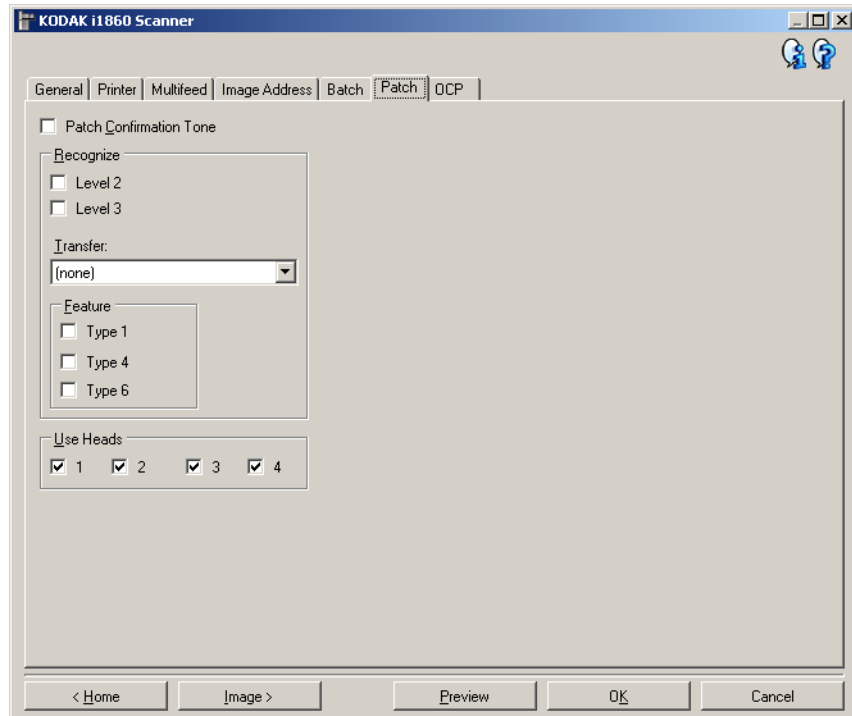 KODAK i1860 Scanner
General Printer Multifeed Image Address Batch Patch OCP
Patch Confirmation Tone
Recognize
Level 2
Level 3
Transfer:
(none)
Feature
Type 1
Type 4
Type 6
Use Heads
1 2 3 4
< Home Image > Preview OK Cancel